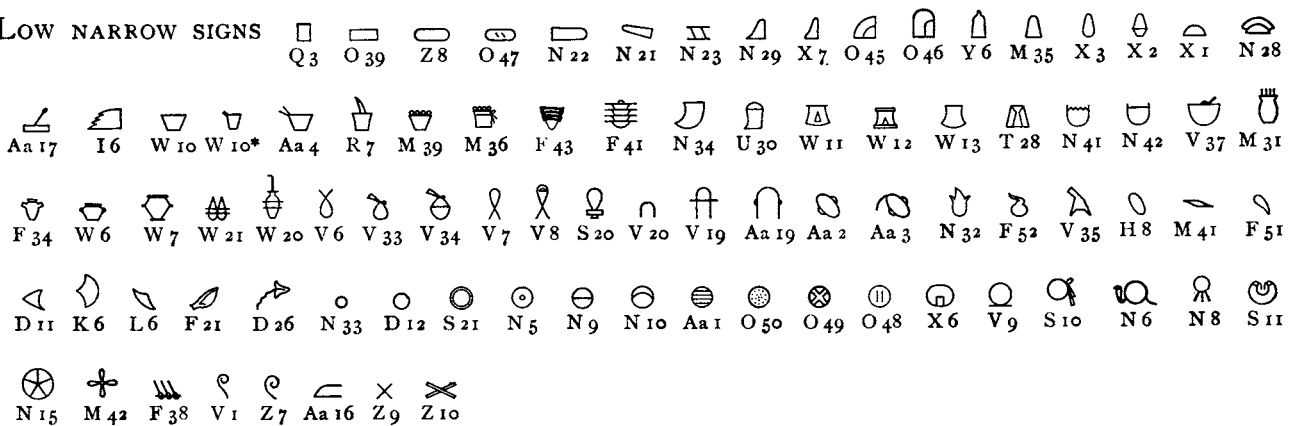 LOW NARROW SIGNS Q3 O39 Z8 O47 N22 N21 N23 N29 X7 O45 O46 Y6 M35 X3 X2 X1 N28
Aa17 I6 W10 W10* Aa4 R7 M39 M36 F43 F41 N34 U30 W11 W12 W13 T28 N41 N42 V37 M31
F34 W6 W7 W21 W20 V6 V33 V34 V7 V8 S20 V20 V19 Aa19 Aa2 Aa3 N32 F52 V35 H8 M41 F51
D11 K6 L6 F21 D26 N33 D12 S21 N5 N9 N10 Aa1 O50 O49 O48 X6 V9 S10 N6 N8 S11
N15 M42 F38 V1 Z7 Aa16 Z9 Z10